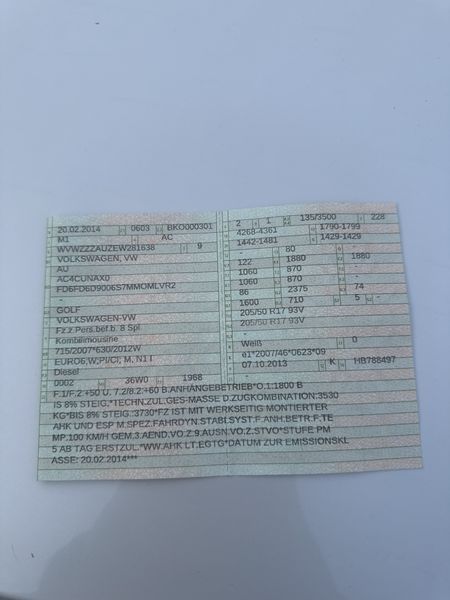 20.02.2014 0603 BKO000301
M1 AC
WVWZZZAUZEW281638 9
VOLKSWAGEN, VW
AU
AC4CUNAX0
FD6FD6D9006S7MMOMLVR2
-
GOLF
VOLKSWAGEN-VW
Fz.z.Pers.bef.b. 8 Spl
Kombilimousine
715/2007*630/2012W
EURO6,W,PI/CI; M, N1 I
Diesel
0002 36W0 1968
2 1 135/3500 228
4268-4361 1790-1799
1442-1481 1429-1429
- 80 -
122 1880 1880
1060 870 -
1060 870 -
86 2375 74
1600 710 5 -
205/50 R17 93V
205/50 R17 93V
-
Weiß 0
e1*2007/46*0623*09
07.10.2013 K HB788497
F.1/F.2:+50 U. 7.2/8.2:+60 B.ANHÄNGEBETRIEB*O.1:1800 B
IS 8% STEIG.*TECHN.ZUL.GES-MASSE D.ZUGKOMBINATION:3530
KG*BIS 8% STEIG.:3730*FZ IST MIT WERKSEITIG MONTIERTER
AHK UND ESP M.SPEZ.FAHRDYN.STABI.SYST.F.ANH.BETR.F.TE
MP.100 KM/H GEM.3.AEND.VO.Z.9.AUSN.VO.Z.STVO*STUFE PM
5 AB TAG ERSTZUL.*WW.AHK LT.EGTG*DATUM ZUR EMISSIONSKL
ASSE: 20.02.2014***